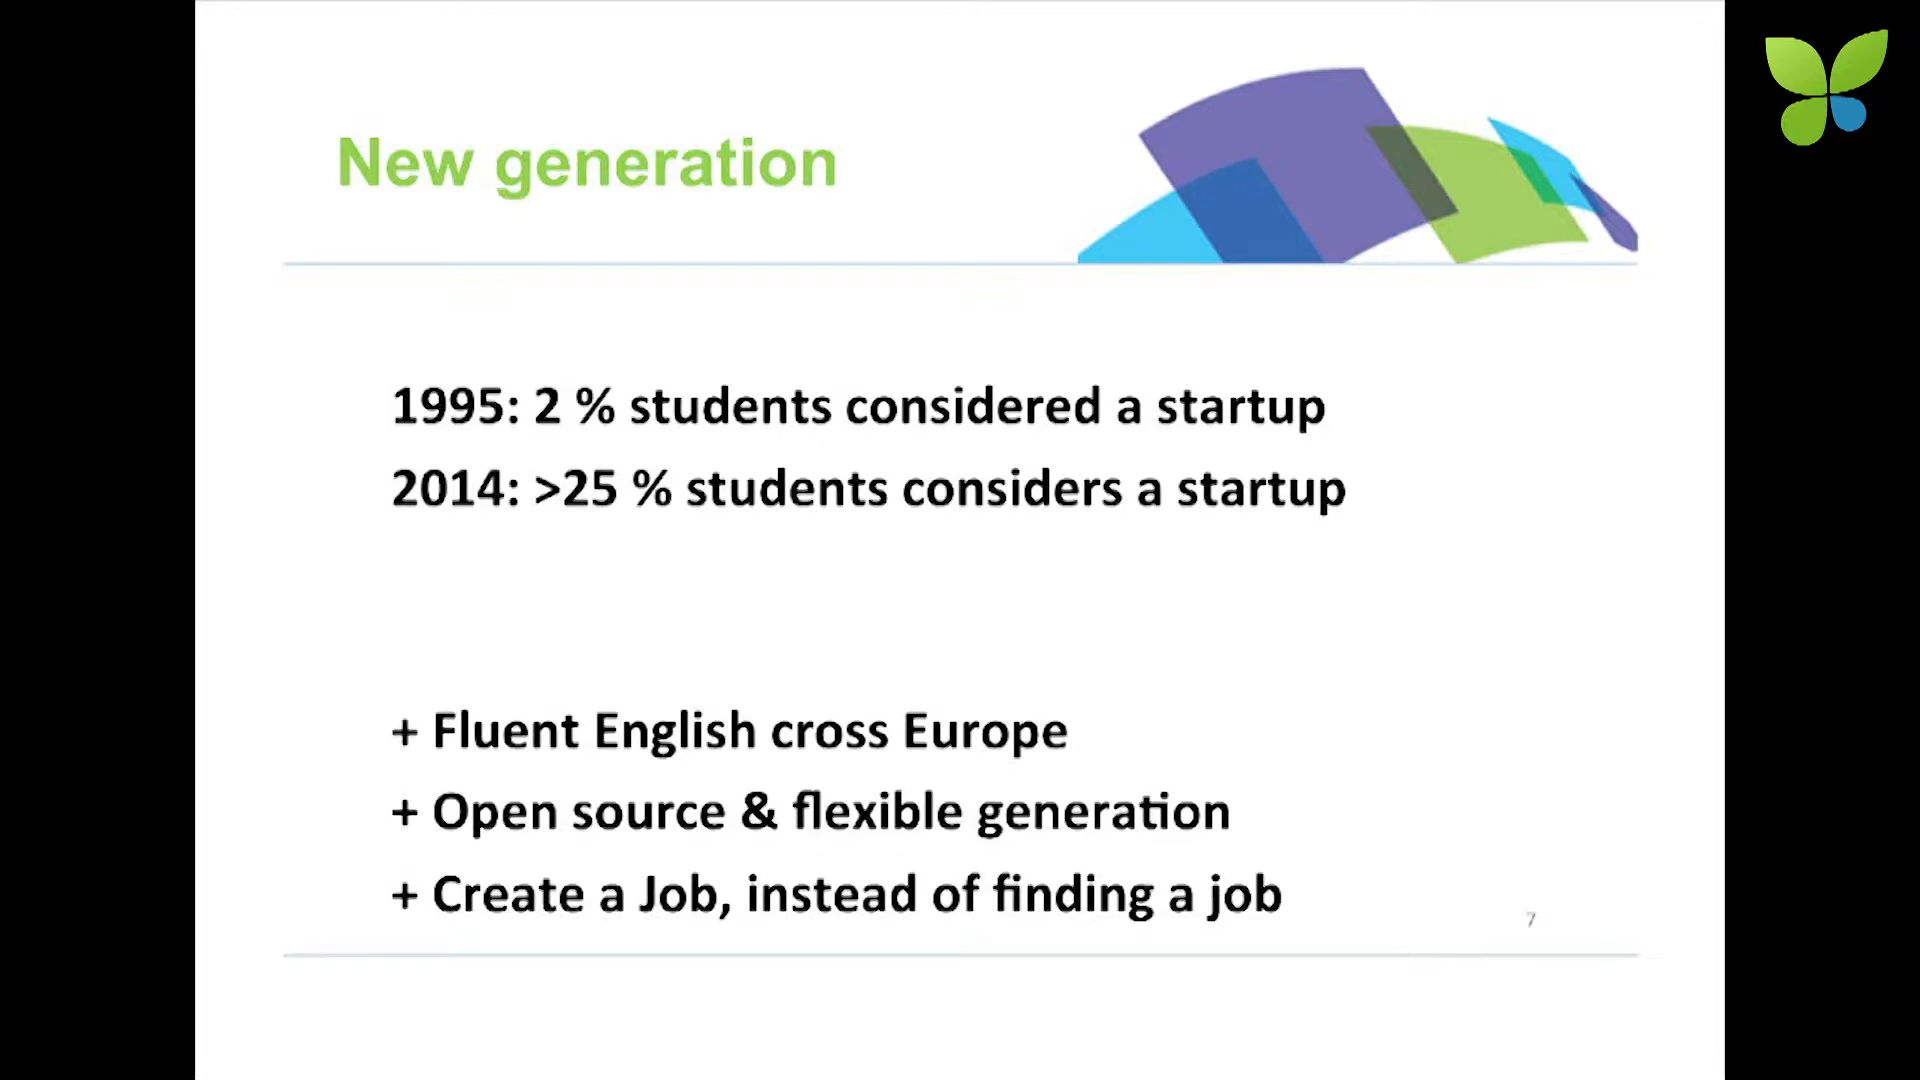 New generation
1995: 2 % students considered a startup
2014: >25 % students considers a startup
+ Fluent English cross Europe
+ Open source & flexible generation
+ Create a Job, instead of finding a job
7